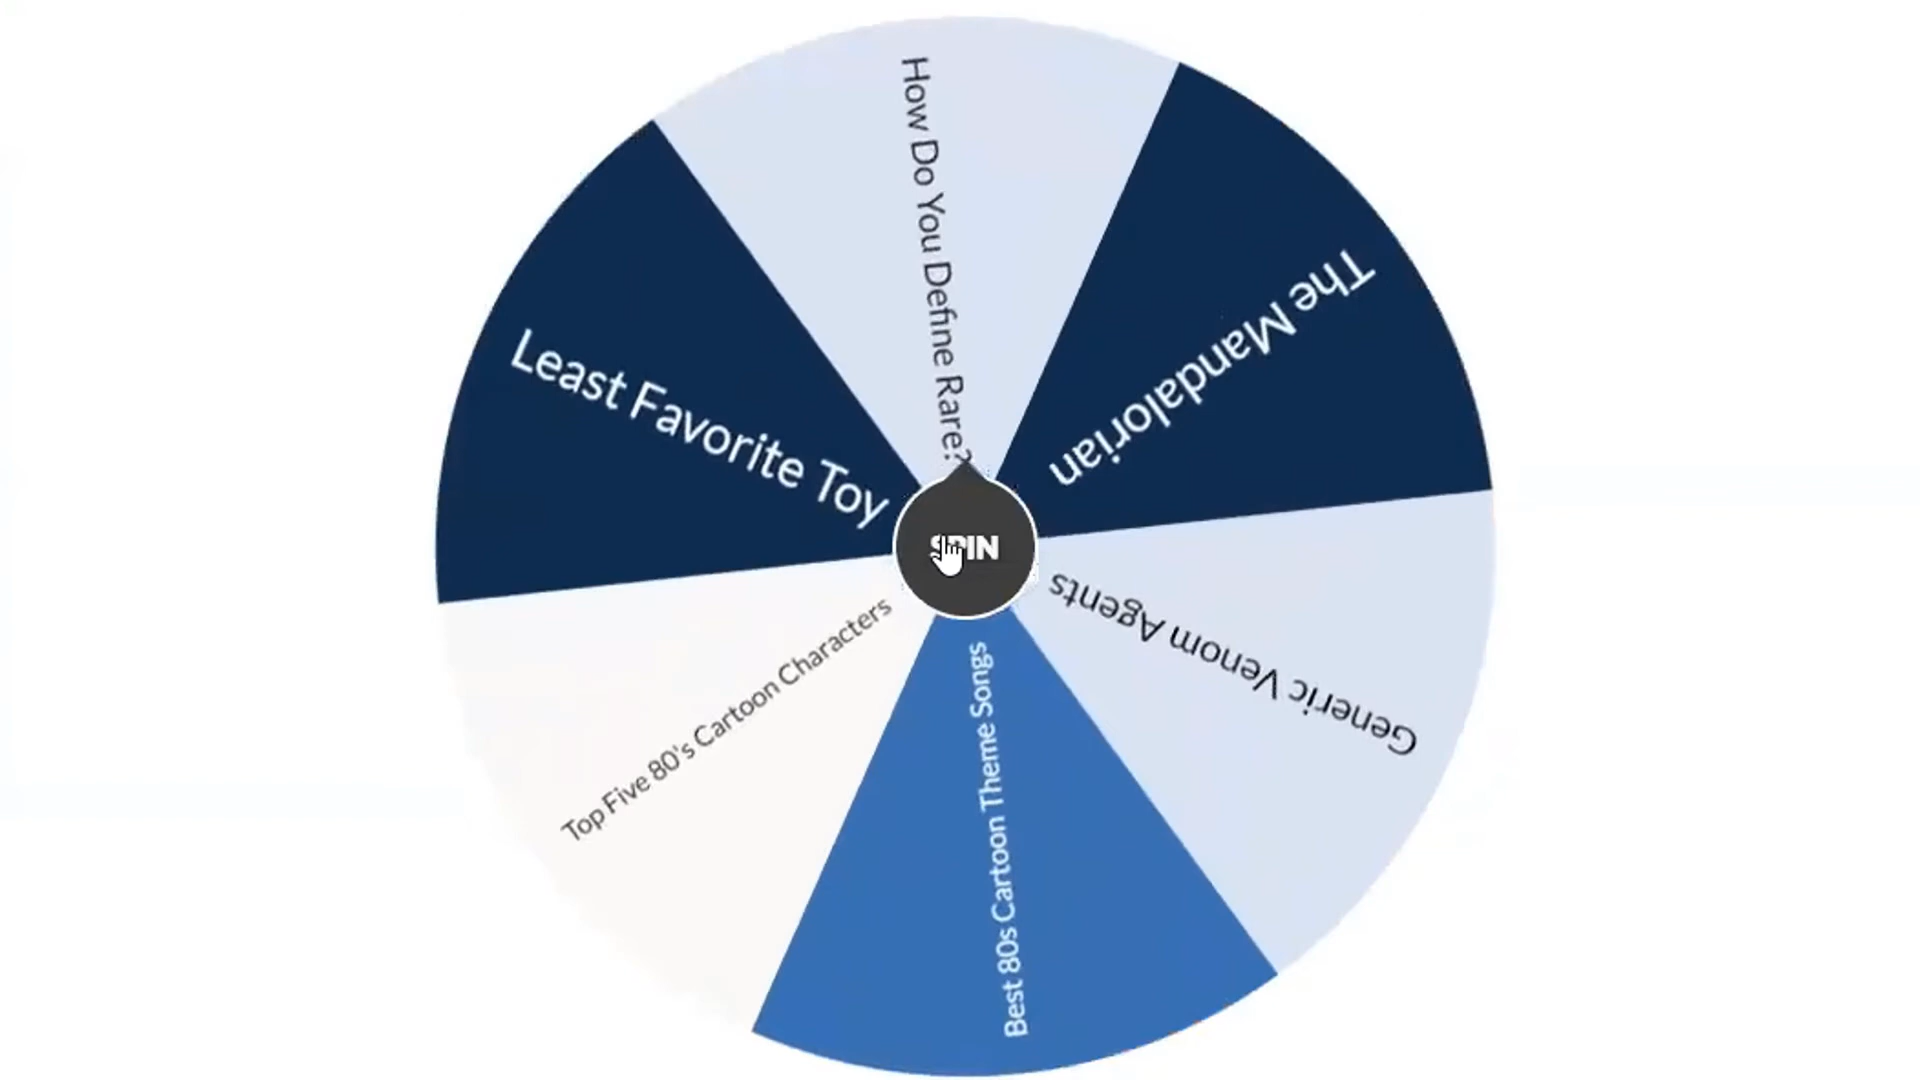 How Do You Define Rare?
The Mandalorian
Generic Venom Agents
Best 80s Cartoon Theme Songs
Top Five 80's Cartoon Characters
Least Favorite Toy
SPIN